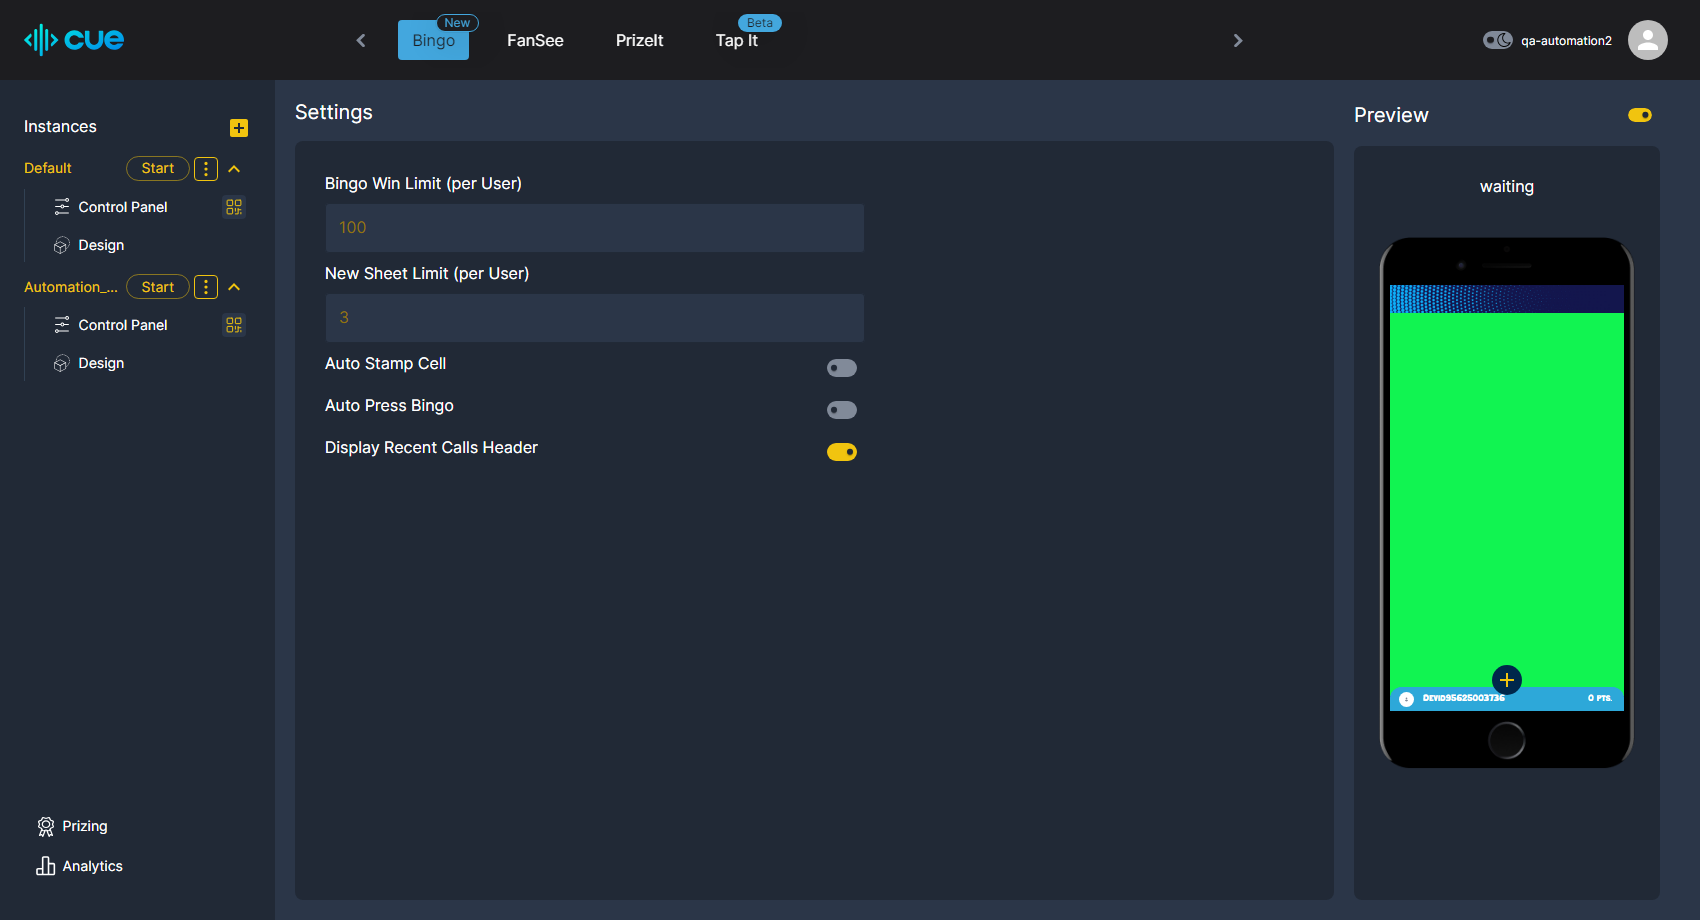 cue
Bingo
New
FanSee
PrizeIt
Tap It
Beta
qa-automation2
Instances
Default
Start
Control Panel
Design
Automation_...
Start
Control Panel
Design
Prizing
Analytics
Settings
Bingo Win Limit (per User)
100
New Sheet Limit (per User)
3
Auto Stamp Cell
Auto Press Bingo
Display Recent Calls Header
Preview
waiting
DEVID95625003736
0 PTS.